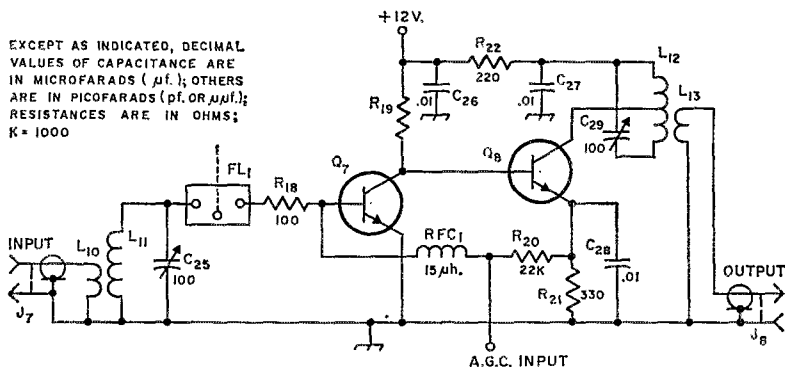 EXCEPT AS INDICATED, DECIMAL
VALUES OF CAPACITANCE ARE
IN MICROFARADS (µf.); OTHERS
ARE IN PICOFARADS (pf. OR µµf.);
RESISTANCES ARE IN OHMS;
K = 1000
+12V.
R22
220
L12
L13
R19
.01
C26
.01
C27
C29
100
Q7
Q8
FL1
R18
100
INPUT
L10
L11
C25
100
J7
RFC1
15µh.
R20
22K
C28
.01
R21
330
OUTPUT
J8
A.G.C. INPUT